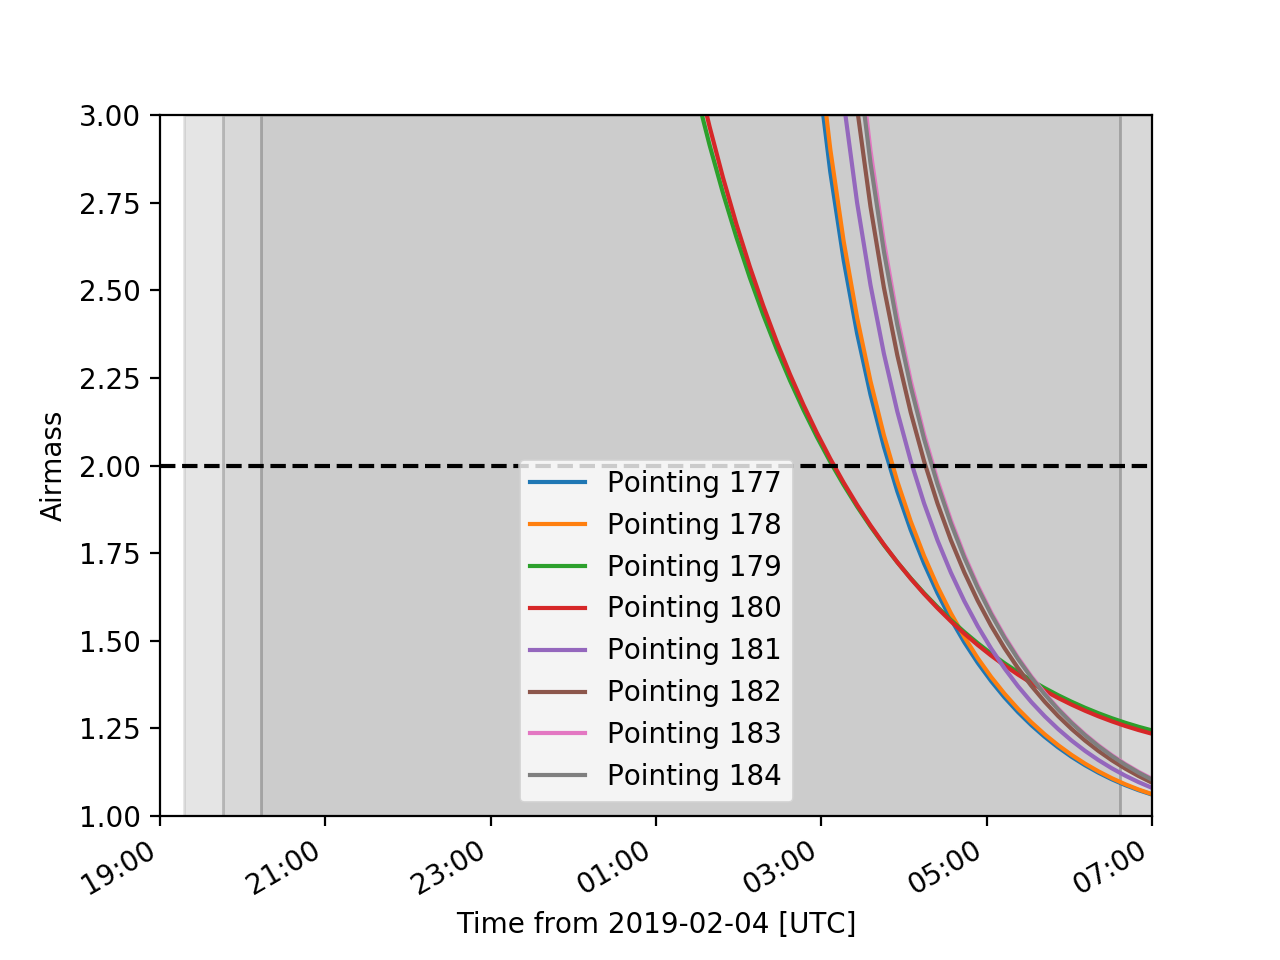 3.00
2.75
2.50
2.25
2.00
1.75
1.50
1.25
1.00
Airmass
Pointing 177
Pointing 178
Pointing 179
Pointing 180
Pointing 181
Pointing 182
Pointing 183
Pointing 184
19:00
21:00
23:00
01:00
03:00
05:00
07:00
Time from 2019-02-04 [UTC]